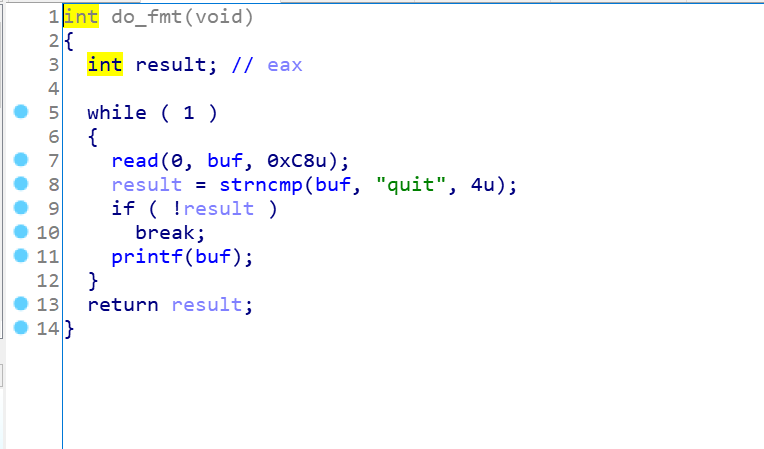 1 int do_fmt(void)
2 {
3 int result; // eax
4
5 while ( 1 )
6 {
7 read(0, buf, 0xC8u);
8 result = strncmp(buf, "quit", 4u);
9 if ( !result )
10 break;
11 printf(buf);
12 }
13 return result;
14 }